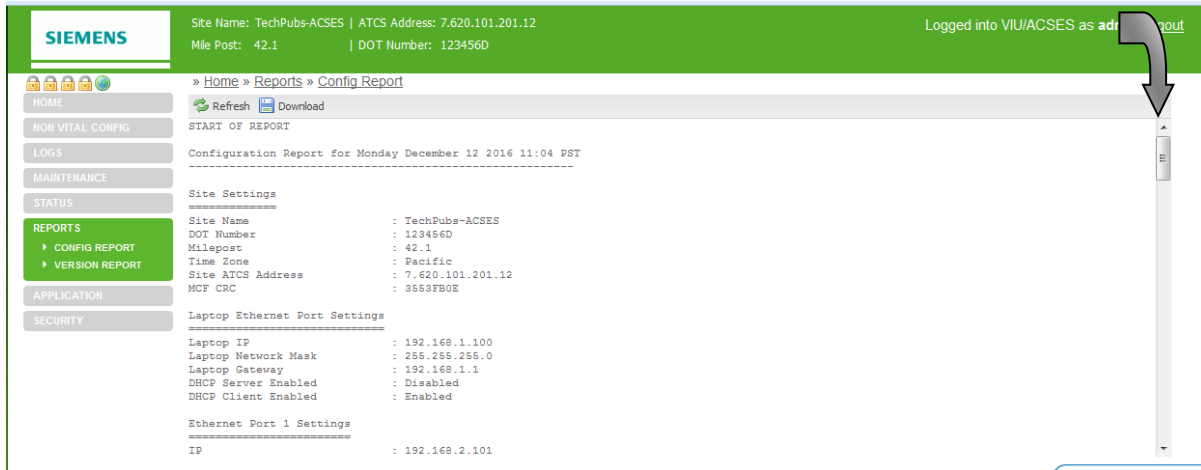 SIEMENS
Site Name: TechPubs-ACSES | ATCS Address: 7.620.101.201.12
Mile Post: 42.1 | DOT Number: 123456D
Logged into VIU/ACSES as
» Home » Reports » Config Report
Refresh Download
HOME
NON VITAL CONFIG
LOGS
MAINTENANCE
STATUS
REPORTS
CONFIG REPORT
VERSION REPORT
APPLICATION
SECURITY
START OF REPORT
Configuration Report for Monday December 12 2016 11:04 PST
-----------------------------------------------------------
Site Settings
=============
Site Name : TechPubs-ACSES
DOT Number : 123456D
Milepost : 42.1
Time Zone : Pacific
Site ATCS Address : 7.620.101.201.12
MCF CRC : 3553FB0E
Laptop Ethernet Port Settings
=============================
Laptop IP : 192.168.1.100
Laptop Network Mask : 255.255.255.0
Laptop Gateway : 192.168.1.1
DHCP Server Enabled : Disabled
DHCP Client Enabled : Enabled
Ethernet Port 1 Settings
========================
IP : 192.168.2.101